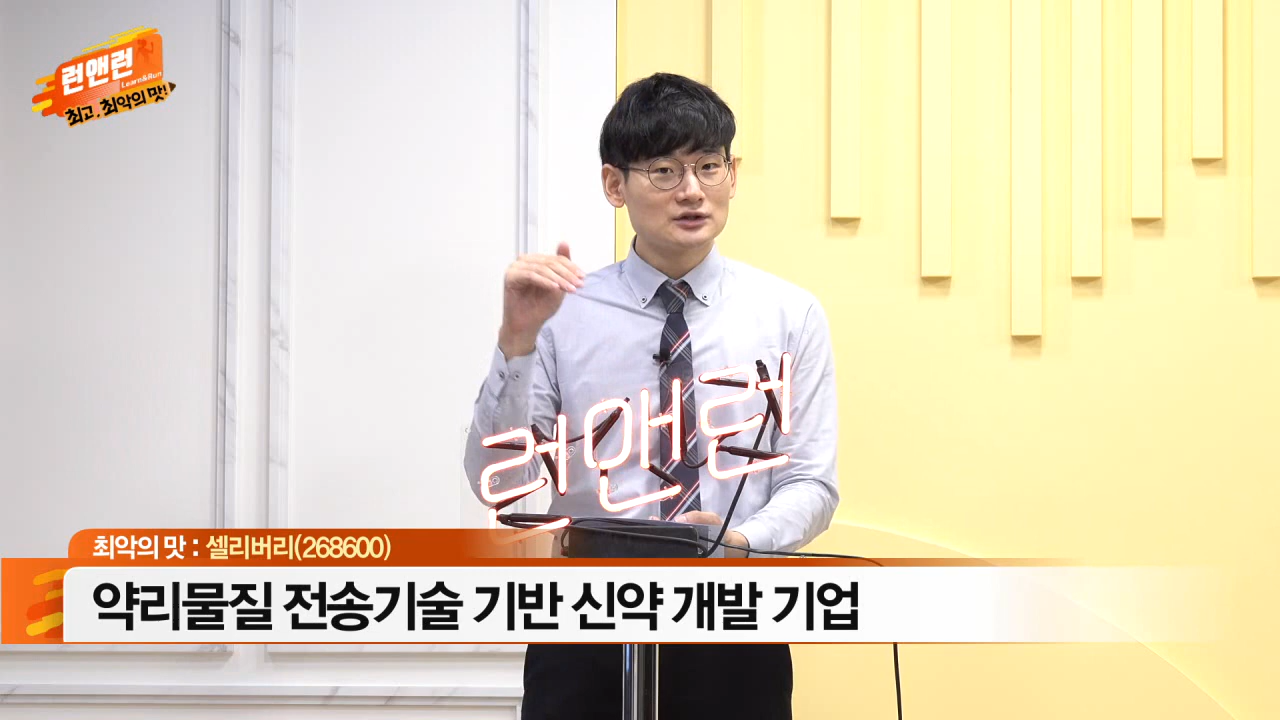 런앤런
Learn&Run
최고, 최악의 맛!
런앤런
최악의 맛 : 셀리버리(268600)
약리물질 전송기술 기반 신약 개발 기업